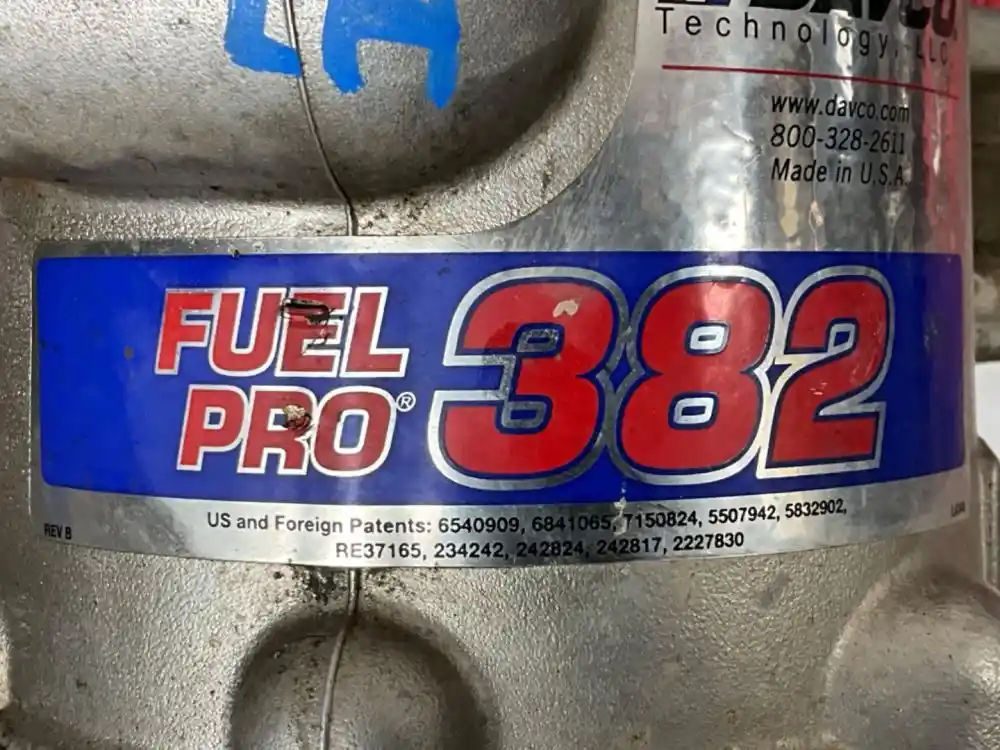 DAVCO
Technology, LLC
www.davco.com
800-328-2611
Made in U.S.A.
FUEL
PRO®
382
REV B
US and Foreign Patents: 6540909, 6841065, 7150824, 5507942, 5832902,
RE37165, 234242, 242824, 242817, 2227830